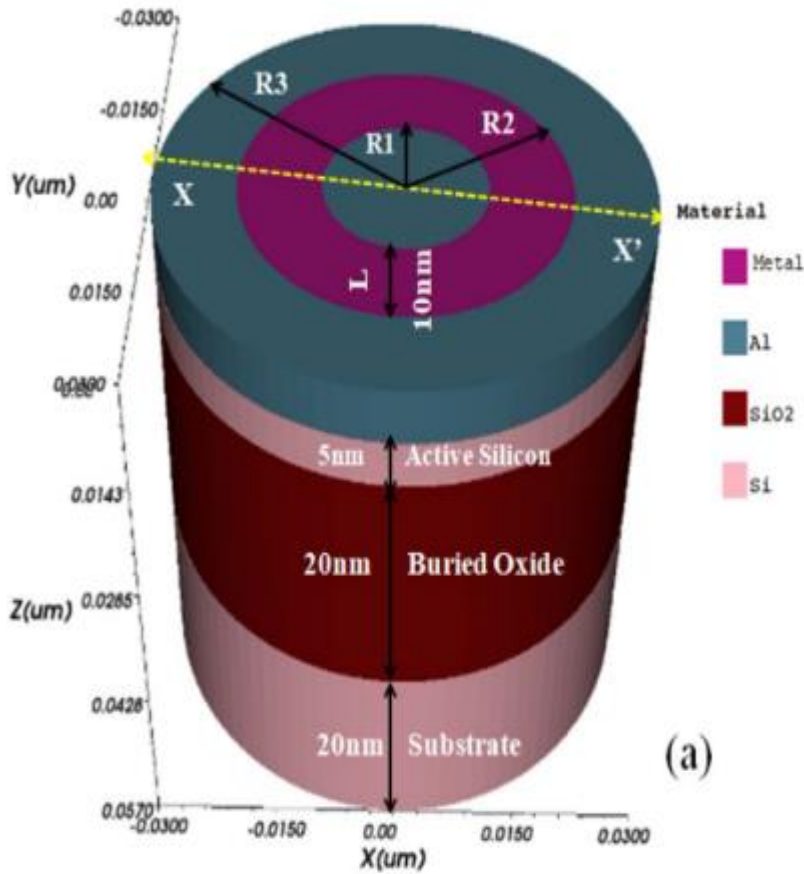 -0.0300
-0.0150
Y(um)
0.00
0.0150
R3
R1
R2
X
X'
L
10nm
Material
Metal
Al
SiO2
Si
5nm Active Silicon
0.0143
20nm Buried Oxide
Z(um)
0.0285
0.0428
20nm Substrate
(a)
0.0570
-0.0300
-0.0150
0.00
0.0150
0.0300
X(um)